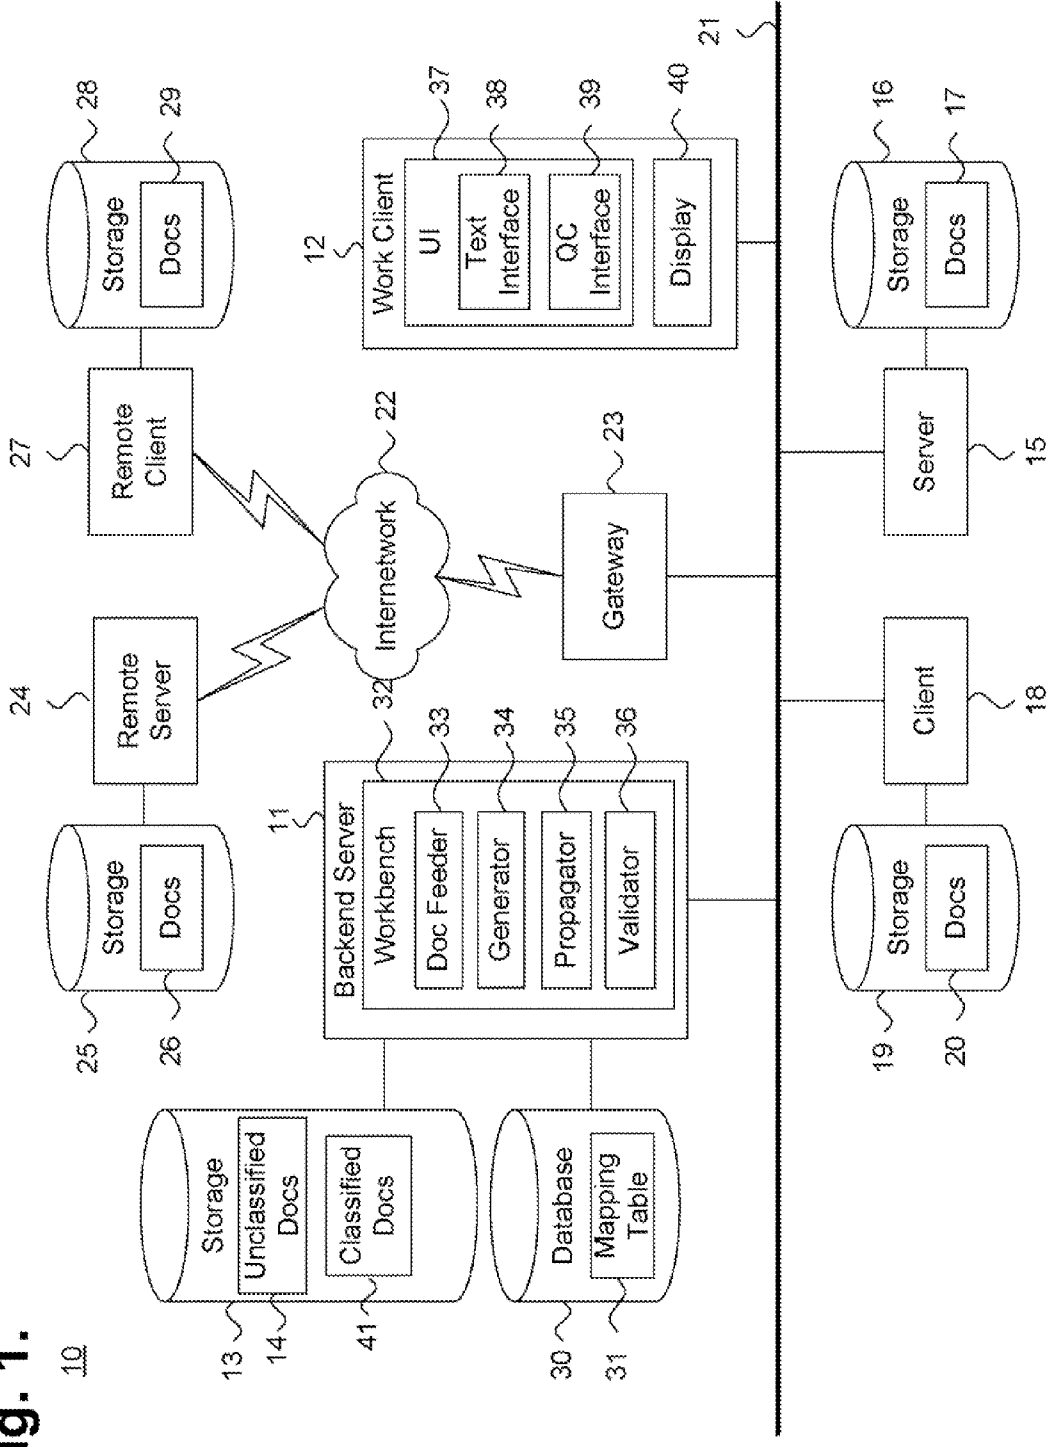 ig. 1.
10
24
27
25
28
Storage
Docs
26
Remote
Server
Remote
Client
Storage
Docs
29
13
Storage
14
Unclassified
Docs
41
Classified
Docs
11
Backend Server
32
Workbench
Doc Feeder
33
Generator
34
Propagator
35
Validator
36
Internetwork
22
12
Work Client
UI
37
Text
Interface
38
QC
Interface
39
Display
40
30
Database
31
Mapping
Table
Gateway
23
21
19
Storage
20
Docs
Client
18
Server
15
Storage
16
Docs
17